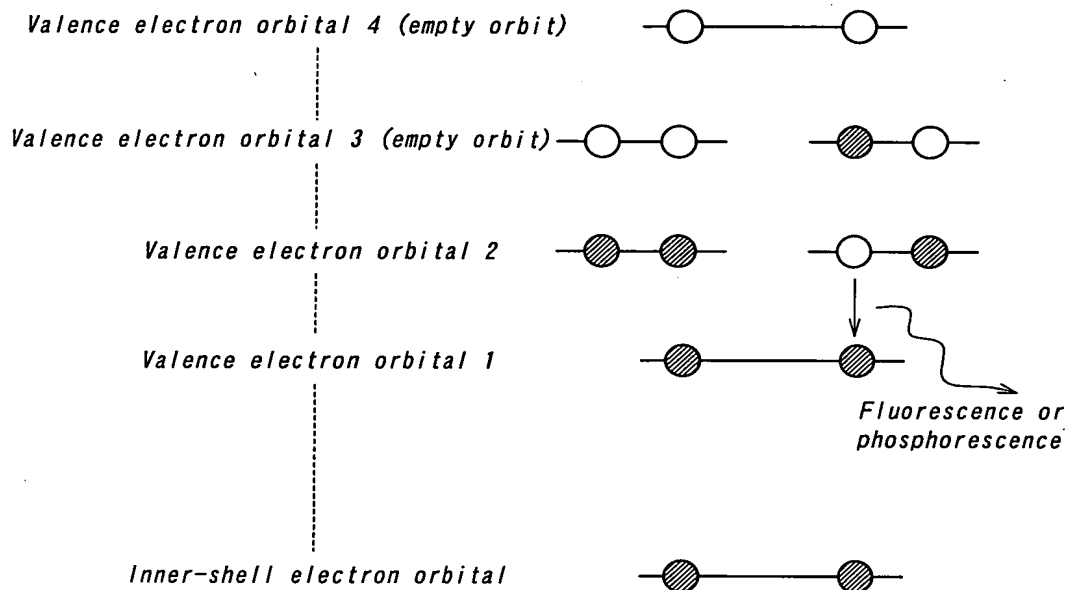 Valence electron orbital 4 (empty orbit)
Valence electron orbital 3 (empty orbit)
Valence electron orbital 2
Valence electron orbital 1
Fluorescence or
phosphorescence
Inner-shell electron orbital